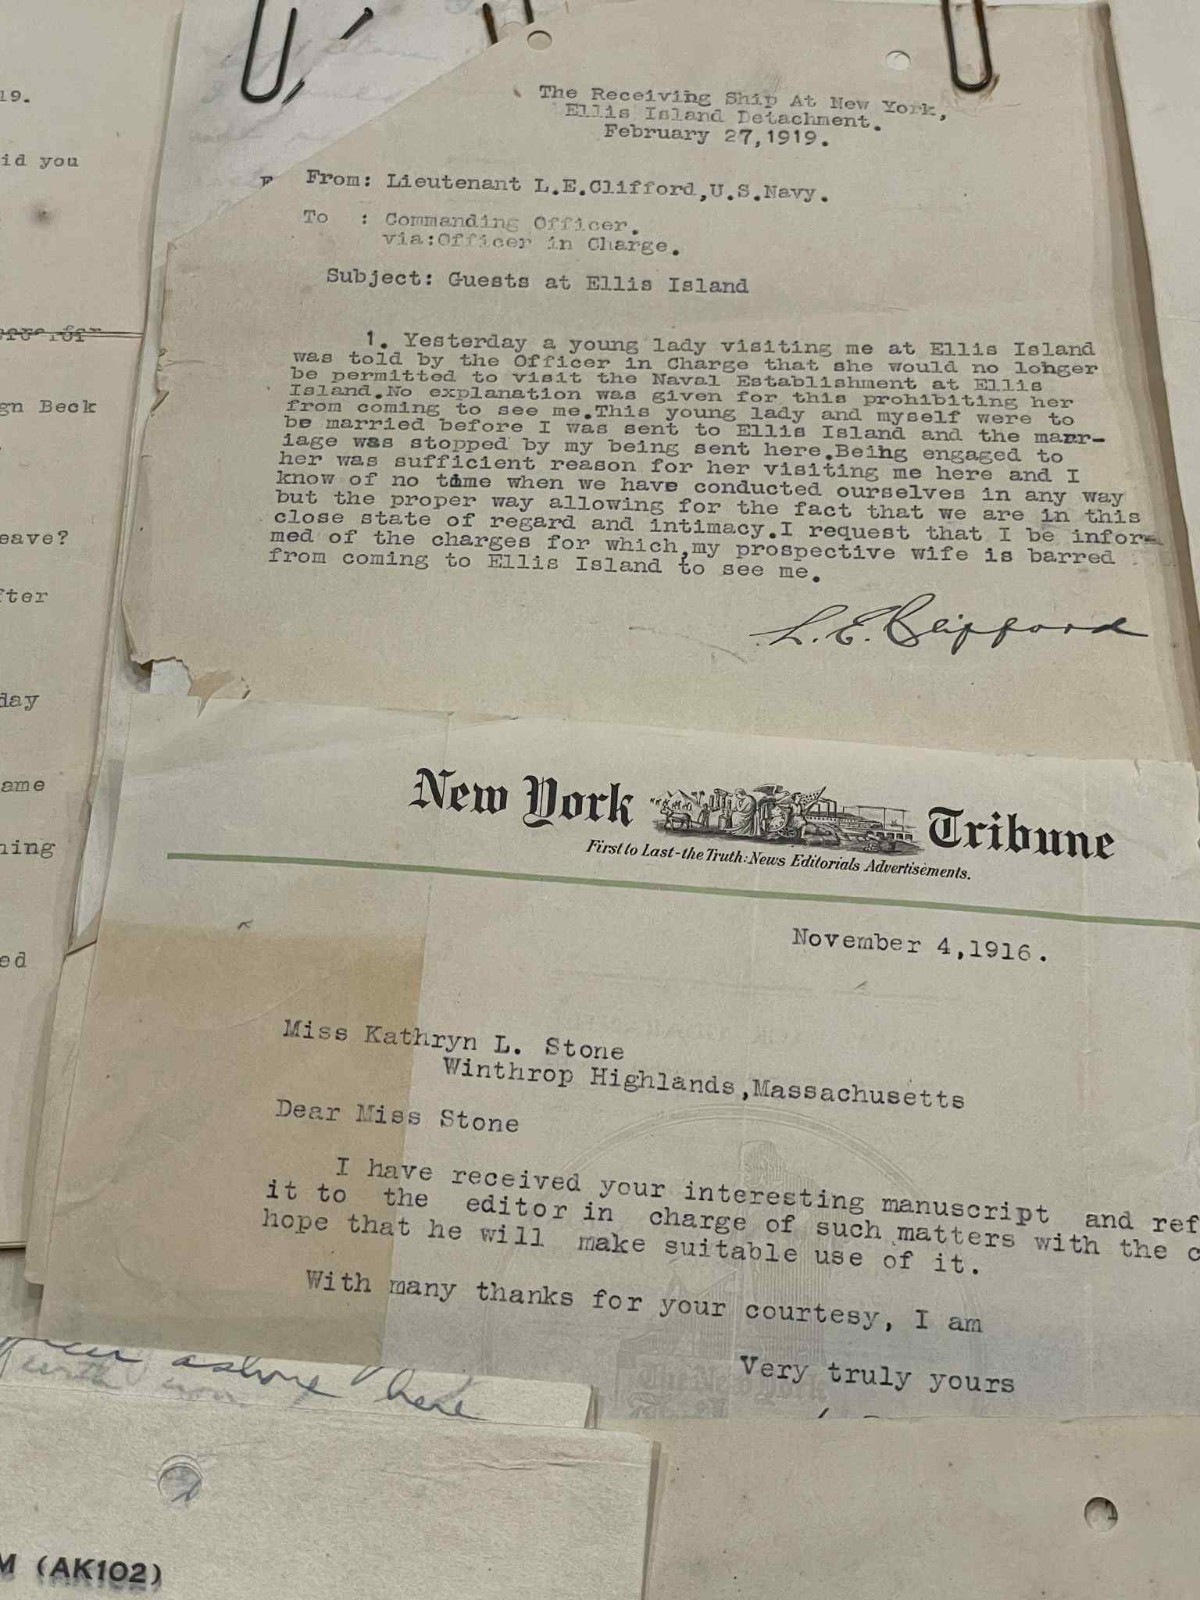 The Receiving Ship At New York,
Ellis Island Detachment.
February 27,1919.
From: Lieutenant L.E.Clifford,U.S.Navy.
To : Commanding Officer.
via:Officer in Charge.
Subject: Guests at Ellis Island
1. Yesterday a young lady visiting me at Ellis Island
was told by the Officer in Charge that she would no longer
be permitted to visit the Naval Establishment at Ellis
Island.No explanation was given for this prohibiting her
from coming to see me.This young lady and myself were to
be married before I was sent to Ellis Island and the marr-
iage was stopped by my being sent here.Being engaged to
her was sufficient reason for her visiting me here and I
know of no time when we have conducted ourselves in any way
but the proper way allowing for the fact that we are in this
close state of regard and intimacy.I request that I be infor-
med of the charges for which,my prospective wife is barred
from coming to Ellis Island to see me.
L.E.Clifford
New York Tribune
First to Last-the Truth:News Editorials Advertisements.
November 4,1916.
Miss Kathryn L. Stone
Winthrop Highlands,Massachusetts
Dear Miss Stone
I have received your interesting manuscript and ref
it to the editor in charge of such matters with the c
hope that he will make suitable use of it.
With many thanks for your courtesy, I am
Very truly yours
19.
id you
gn Beck
eave?
fter
day
ame
ning
ed
ashore here
M (AK102)